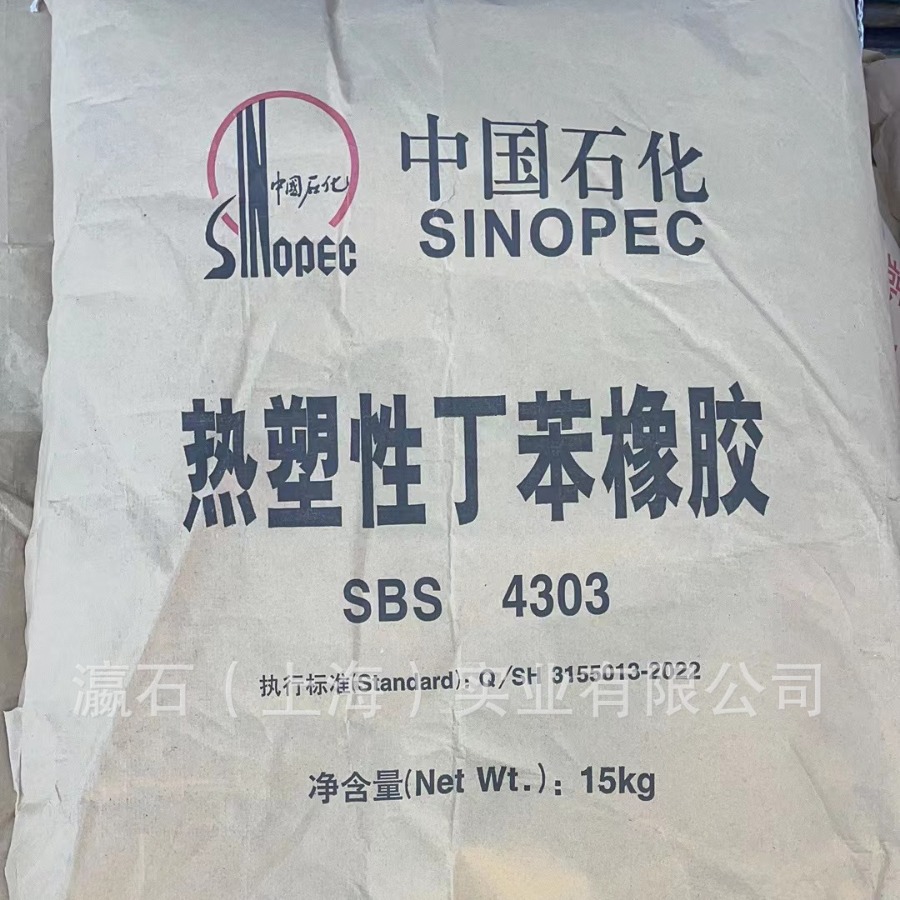 中國石化
SINOPEC
中国石化
SINOPEC
热塑性丁苯橡胶
SBS 4303
执行标准(Standard): Q/SH 3155013-2022
瀛石（上海）实业有限公司
净含量(Net Wt.): 15kg